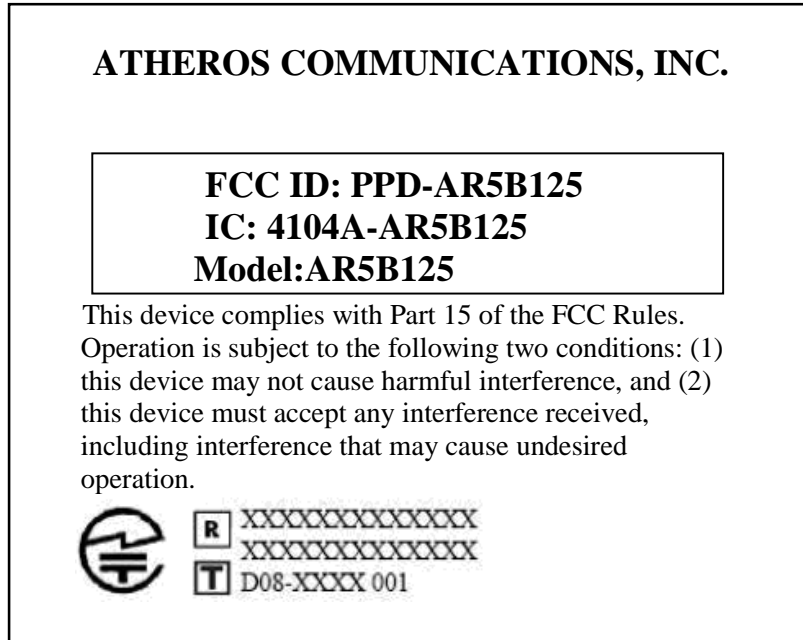 ATHEROS COMMUNICATIONS, INC.
FCC ID: PPD-AR5B125
IC: 4104A-AR5B125
Model:AR5B125
This device complies with Part 15 of the FCC Rules.
Operation is subject to the following two conditions: (1)
this device may not cause harmful interference, and (2)
this device must accept any interference received,
including interference that may cause undesired
operation.
R XXXXXXXXXXXXXX
XXXXXXXXXXXXXX
T D08-XXXX 001